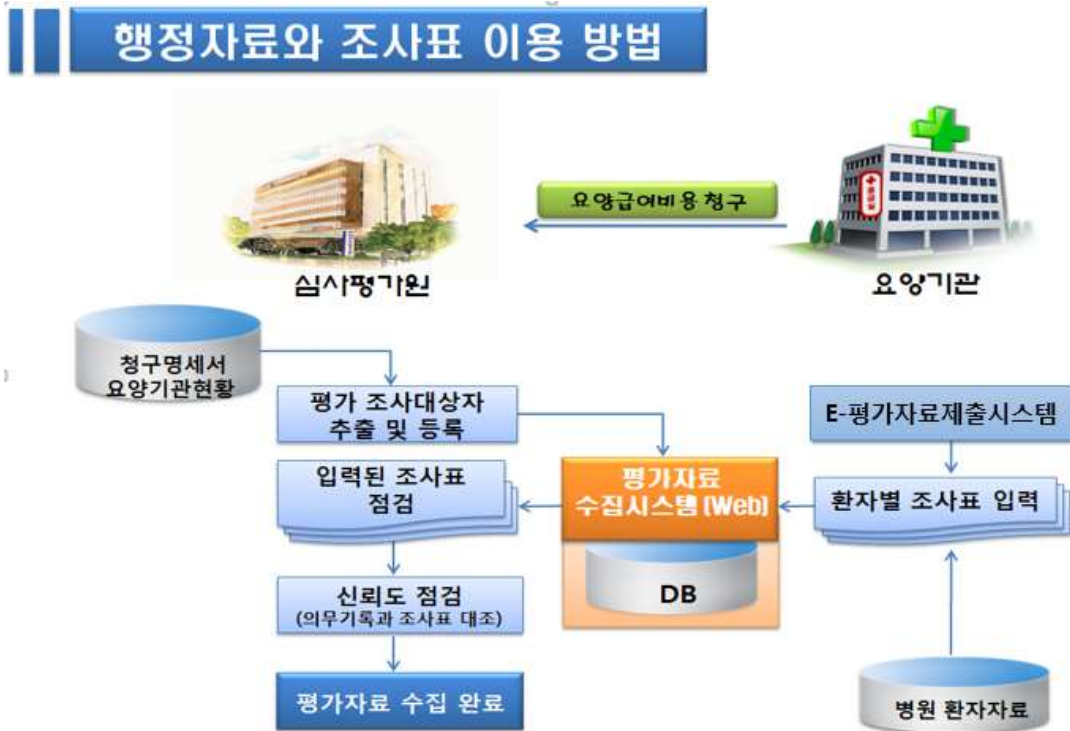 행정자료와 조사표 이용 방법
요양급여비용청구
심사평가원
요양기관
청구명세서
요양기관현황
평가 조사대상자
추출 및 등록
E-평가자료제출시스템
입력된 조사표
점검
평가자료
수집시스템(Web)
환자별 조사표 입력
DB
신뢰도 점검
(의무기록과 조사표 대조)
평가자료 수집 완료
병원 환자자료